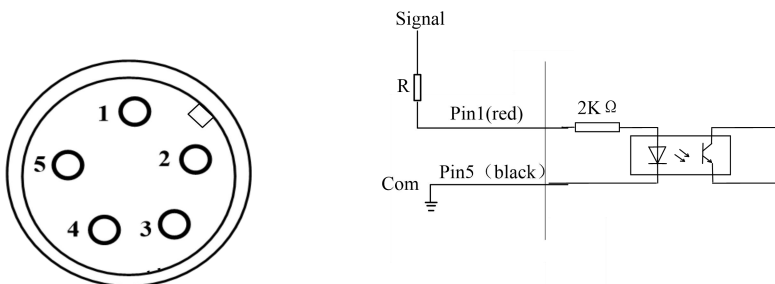 1
2
3
4
5
Signal
R
Pin1(red)
2K Ω
Pin5（black）
Com